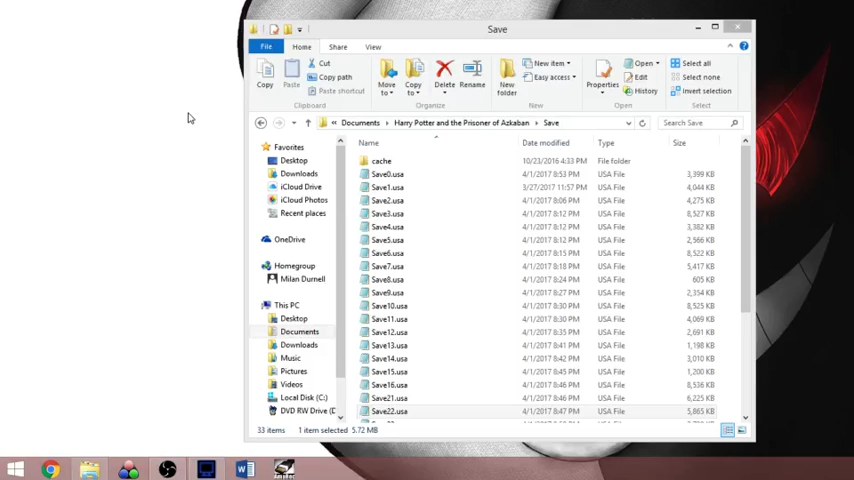 Save
File Home Share View
Copy Paste Cut Copy path Paste shortcut Move to Copy to Delete Rename New folder New item Easy access Properties Open Edit History Select all Select none Invert selection
Clipboard Organize New Open Select
« Documents Harry Potter and the Prisoner of Azkaban Save Search Save
Name Date modified Type Size
Favorites
Desktop
Downloads
iCloud Drive
iCloud Photos
Recent places
OneDrive
Homegroup
Milan Durnell
This PC
Desktop
Documents
Downloads
Music
Pictures
Videos
Local Disk (C:)
DVD RW Drive (D
cache 10/23/2016 4:33 PM File folder
Save0.usa 4/1/2017 8:53 PM USA File 3,399 KB
Save1.usa 3/27/2017 11:57 PM USA File 4,044 KB
Save2.usa 4/1/2017 8:06 PM USA File 4,275 KB
Save3.usa 4/1/2017 8:12 PM USA File 8,527 KB
Save4.usa 4/1/2017 8:12 PM USA File 3,382 KB
Save5.usa 4/1/2017 8:12 PM USA File 2,566 KB
Save6.usa 4/1/2017 8:15 PM USA File 8,522 KB
Save7.usa 4/1/2017 8:18 PM USA File 5,417 KB
Save8.usa 4/1/2017 8:24 PM USA File 605 KB
Save9.usa 4/1/2017 8:27 PM USA File 2,354 KB
Save10.usa 4/1/2017 8:30 PM USA File 5,863 KB
Save11.usa 4/1/2017 8:30 PM USA File 4,069 KB
Save12.usa 4/1/2017 8:35 PM USA File 2,691 KB
Save13.usa 4/1/2017 8:41 PM USA File 1,198 KB
Save14.usa 4/1/2017 8:42 PM USA File 3,010 KB
Save15.usa 4/1/2017 8:45 PM USA File 1,200 KB
Save16.usa 4/1/2017 8:46 PM USA File 8,536 KB
Save21.usa 4/1/2017 8:46 PM USA File 6,225 KB
Save22.usa 4/1/2017 8:47 PM USA File 5,865 KB
33 items 1 item selected 5.72 MB